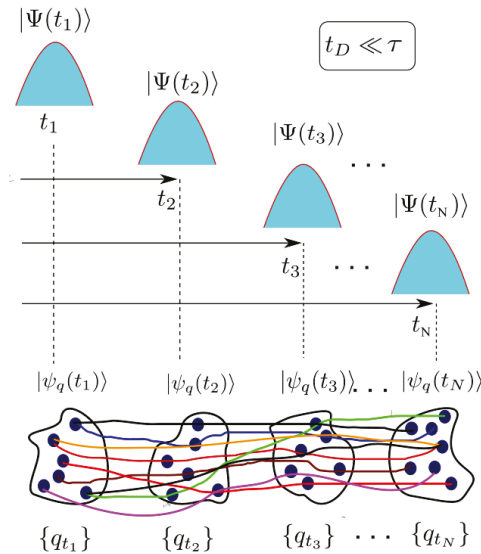 |Ψ(t₁)⟩
t_D ≪ τ
|Ψ(t₂)⟩
t₁
|Ψ(t₃)⟩
...
t₂
|Ψ(t_N)⟩
t₃
...
t_N
|ψ_q(t₁)⟩ |ψ_q(t₂)⟩ |ψ_q(t₃)⟩ ... |ψ_q(t_N)⟩
{q_{t₁}} {q_{t₂}} {q_{t₃}} ... {q_{t_N}}